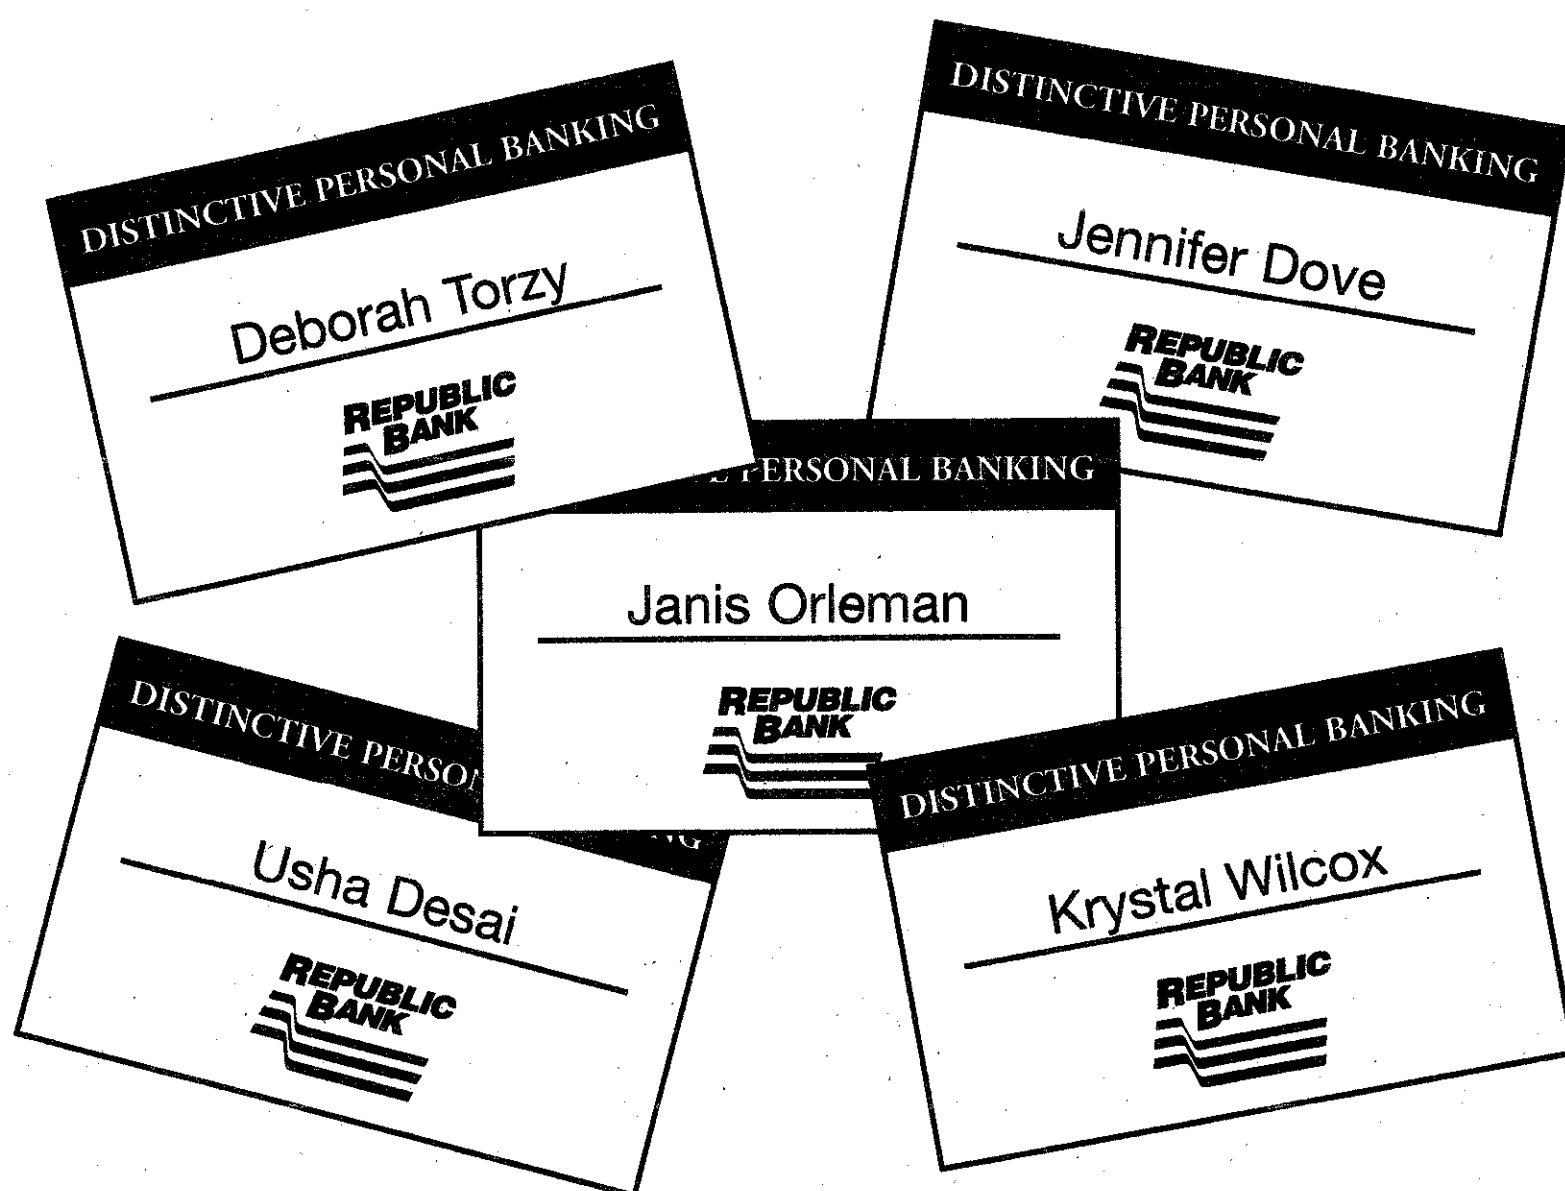 DISTINCTIVE PERSONAL BANKING
Deborah Torzy
REPUBLIC
BANK
DISTINCTIVE PERSONAL BANKING
Jennifer Dove
REPUBLIC
BANK
PERSONAL BANKING
Janis Orleman
REPUBLIC
BANK
DISTINCTIVE PERSON
Usha Desai
REPUBLIC
BANK
DISTINCTIVE PERSONAL BANKING
Krystal Wilcox
REPUBLIC
BANK